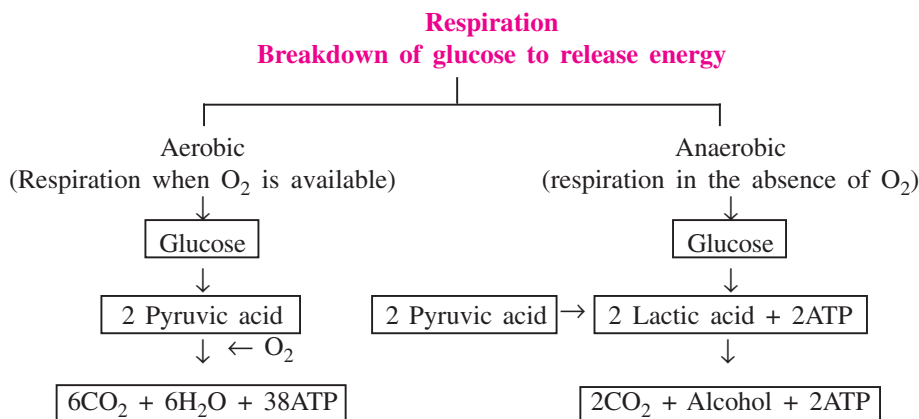 Respiration
Breakdown of glucose to release energy
Aerobic
(Respiration when O₂ is available)
Glucose
2 Pyruvic acid
← O₂
6CO₂ + 6H₂O + 38ATP
Anaerobic
(respiration in the absence of O₂)
Glucose
2 Pyruvic acid → 2 Lactic acid + 2ATP
2CO₂ + Alcohol + 2ATP